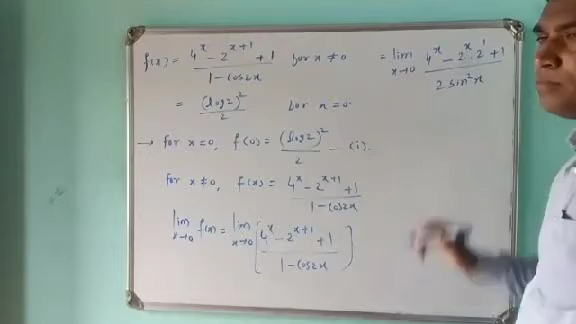 f(x) = (4^x - 2^(x+1) + 1) / (1 - cos2x) for x ≠ 0
= (log2)^2 / 2 for x = 0.
→ for x = 0, f(0) = (log2)^2 / 2 ... (i).
for x ≠ 0, f(x) = (4^x - 2^(x+1) + 1) / (1 - cos2x)
lim x→0 f(x) = lim x→0 [(4^x - 2^(x+1) + 1) / (1 - cos2x)]
= lim x→0 (4^x - 2^x · 2^1 + 1) / (2 sin^2 x)